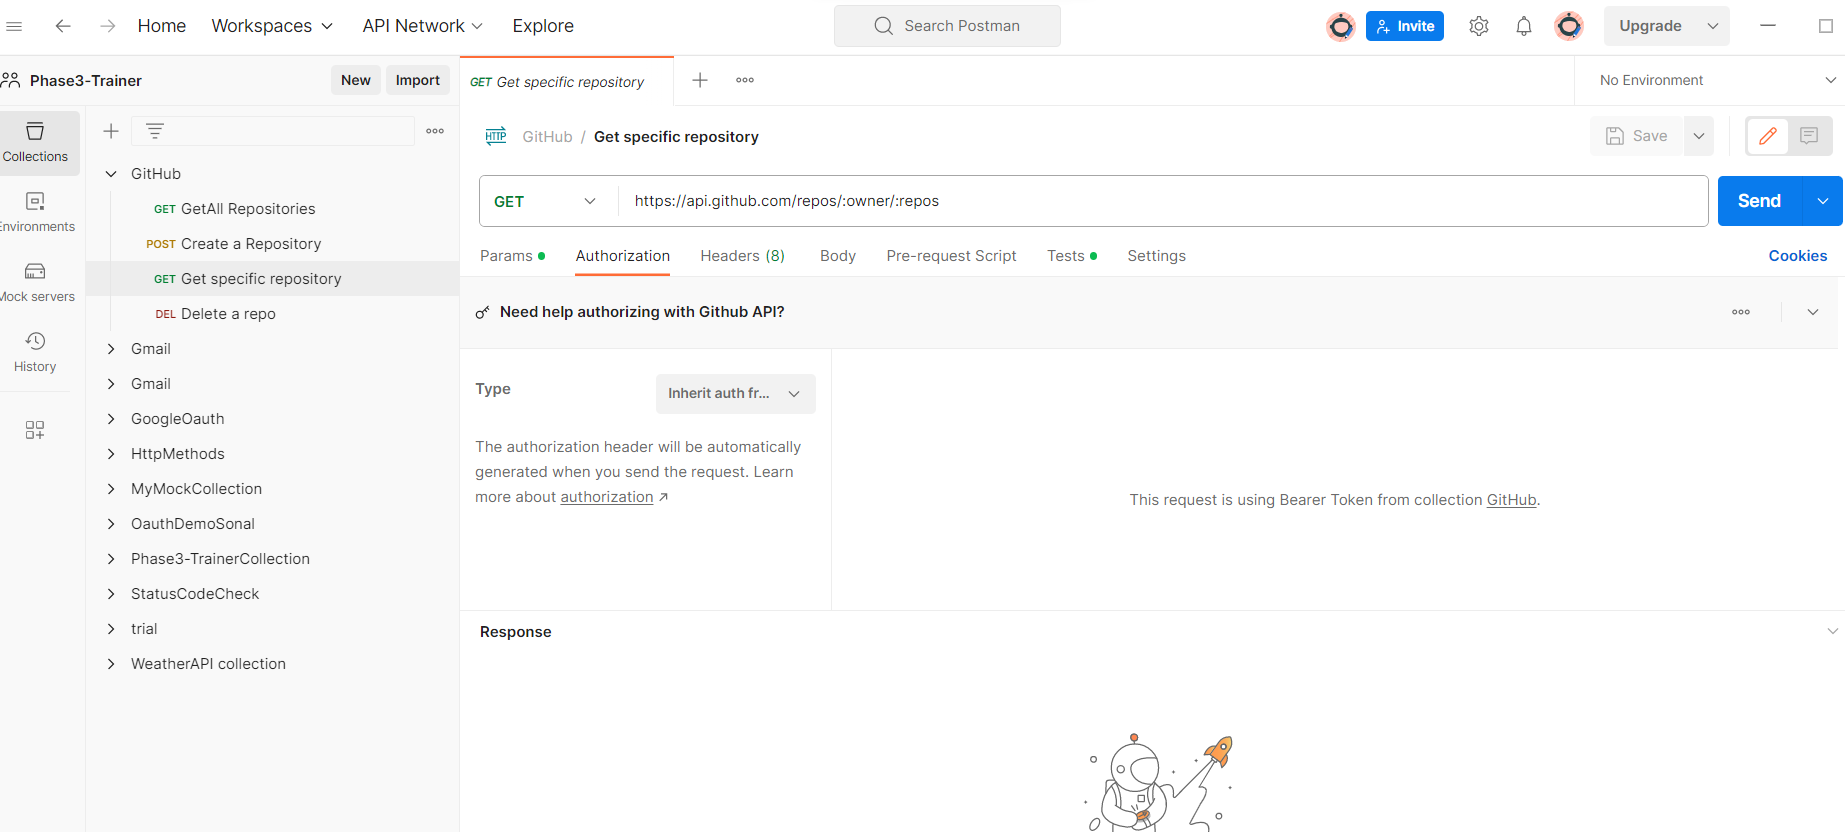 Home Workspaces API Network Explore Search Postman Invite Upgrade
Phase3-Trainer New Import GET Get specific repository No Environment
Collections
HTTP GitHub / Get specific repository Save
GitHub
GET GetAll Repositories
POST Create a Repository
GET Get specific repository
DEL Delete a repo
Gmail
Gmail
GoogleOauth
HttpMethods
MyMockCollection
OauthDemoSonal
Phase3-TrainerCollection
StatusCodeCheck
trial
WeatherAPI collection
nvironments
Mock servers
History
GET https://api.github.com/repos/:owner/:repos Send
Params Authorization Headers (8) Body Pre-request Script Tests Settings Cookies
Need help authorizing with Github API?
Type Inherit auth fr...
The authorization header will be automatically
generated when you send the request. Learn
more about authorization ↗
This request is using Bearer Token from collection GitHub.
Response